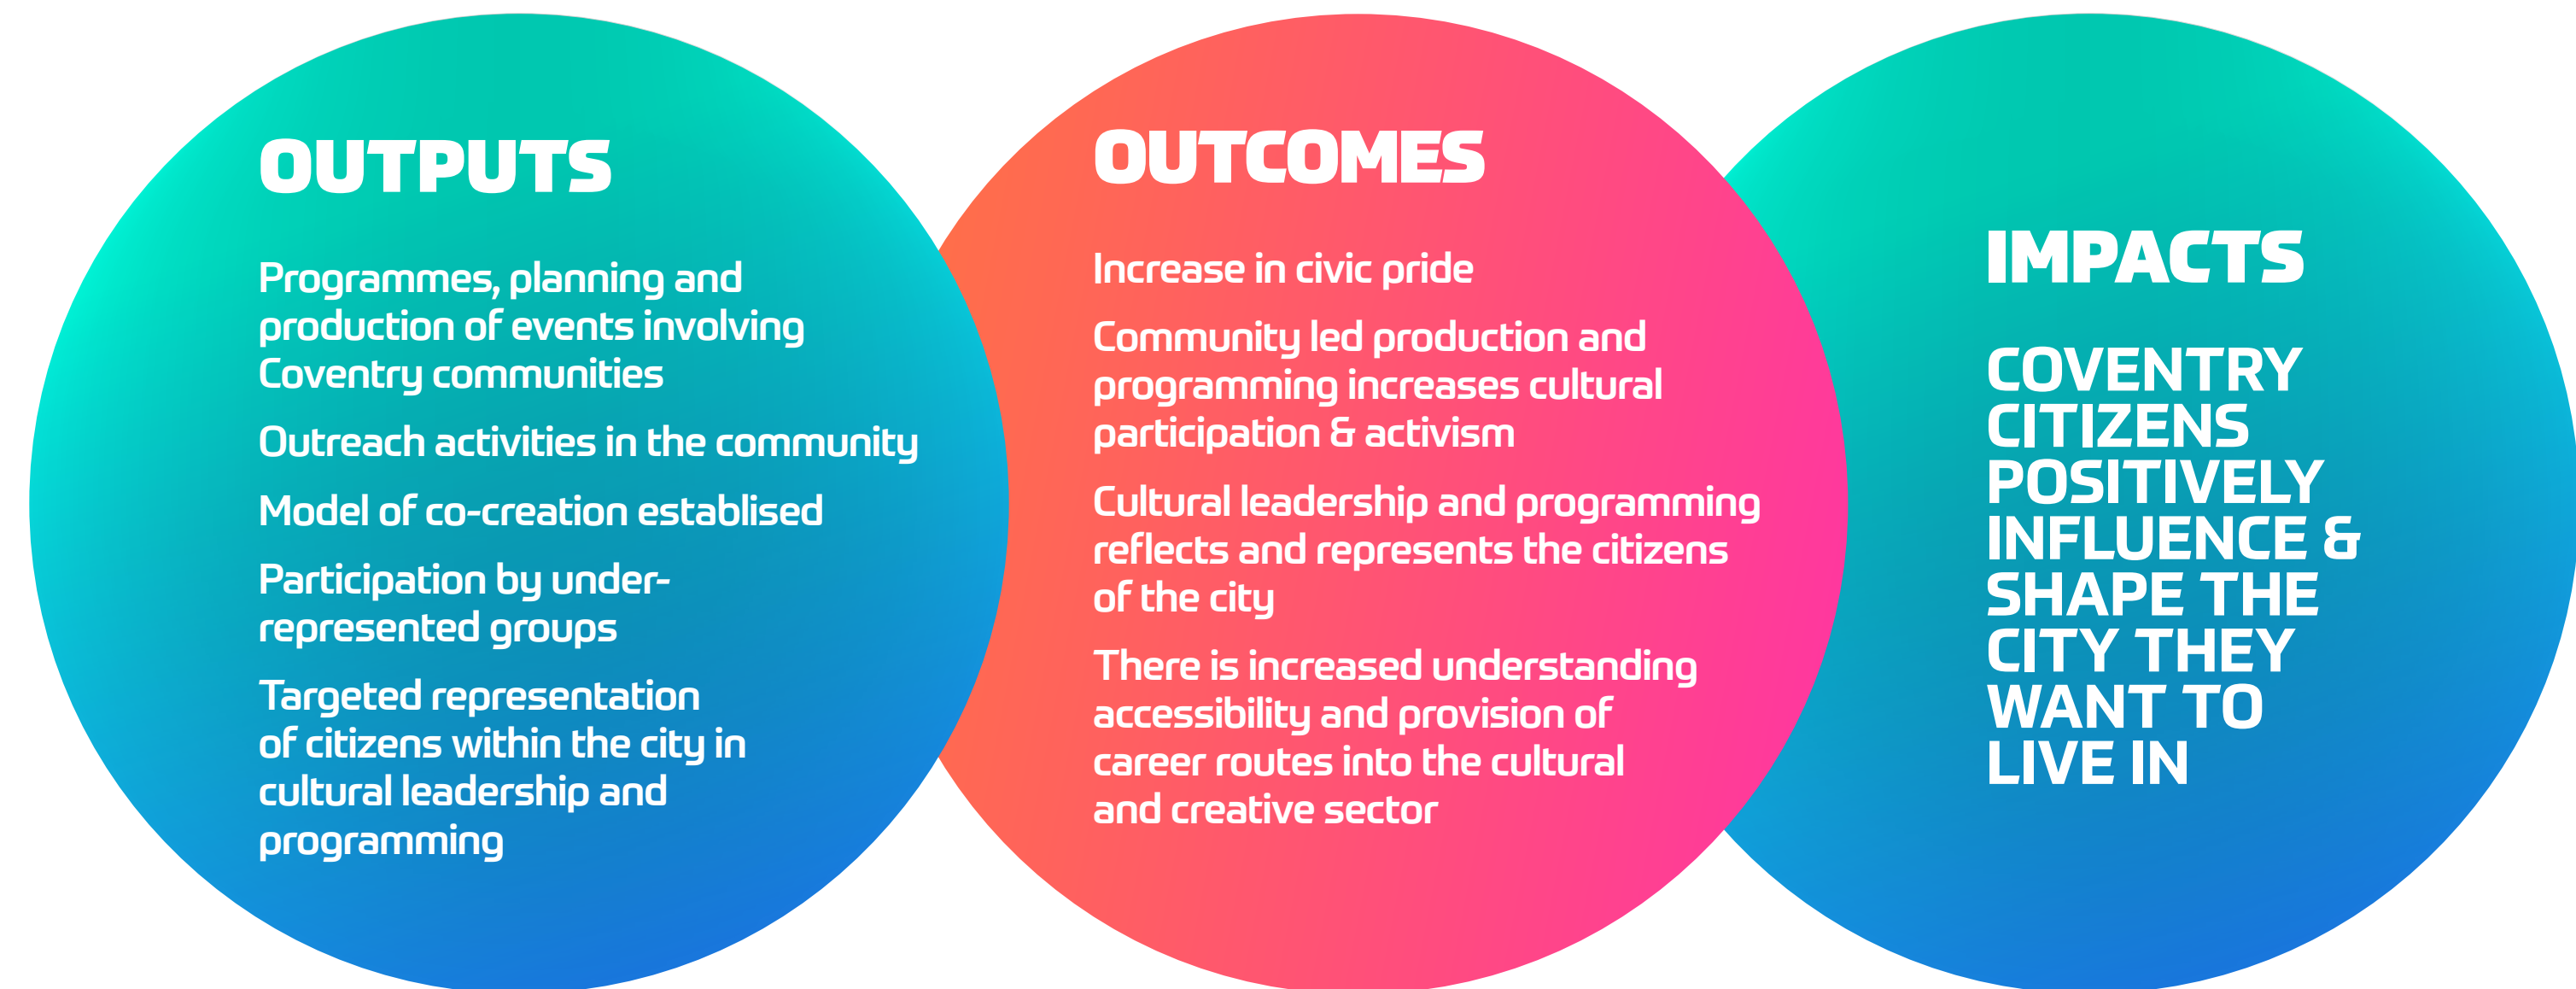 OUTPUTS
Programmes, planning and
production of events involving
Coventry communities
Outreach activities in the community
Model of co-creation establised
Participation by under-
represented groups
Targeted representation
of citizens within the city in
cultural leadership and
programming
OUTCOMES
Increase in civic pride
Community led production and
programming increases cultural
participation & activism
Cultural leadership and programming
reflects and represents the citizens
of the city
There is increased understanding
accessibility and provision of
career routes into the cultural
and creative sector
IMPACTS
COVENTRY
CITIZENS
POSITIVELY
INFLUENCE &
SHAPE THE
CITY THEY
WANT TO
LIVE IN